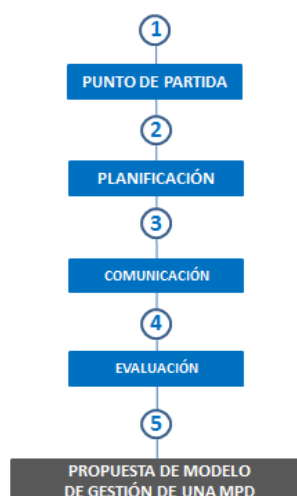 1
PUNTO DE PARTIDA
2
PLANIFICACIÓN
3
COMUNICACIÓN
4
EVALUACIÓN
5
PROPUESTA DE MODELO
DE GESTIÓN DE UNA MPD